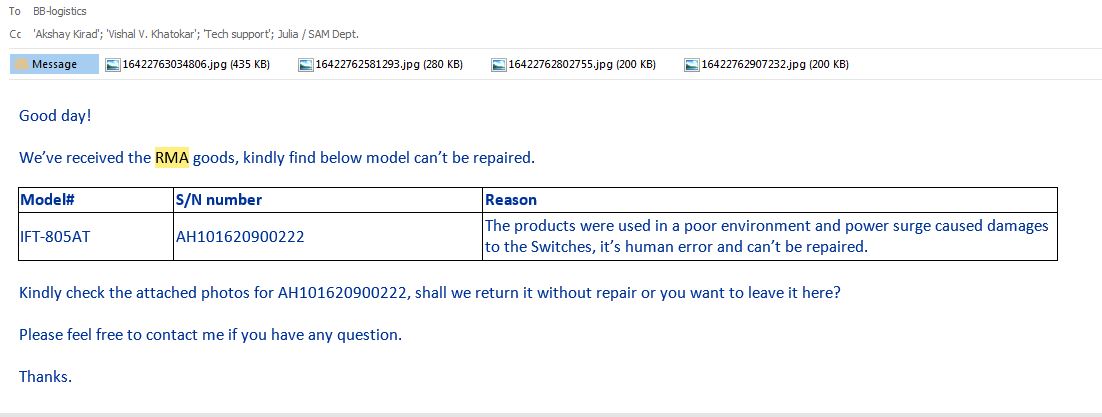 To BB-logistics
Cc 'Akshay Kirad'; 'Vishal V. Khatokar'; 'Tech support'; Julia / SAM Dept.
Message 16422763034806.jpg (435 KB) 16422762581293.jpg (280 KB) 16422762802755.jpg (200 KB) 16422762907232.jpg (200 KB)
Good day!
We've received the RMA goods, kindly find below model can't be repaired.
Model# S/N number Reason
IFT-805AT AH101620900222 The products were used in a poor environment and power surge caused damages
to the Switches, it's human error and can't be repaired.
Kindly check the attached photos for AH101620900222, shall we return it without repair or you want to leave it here?
Please feel free to contact me if you have any question.
Thanks.